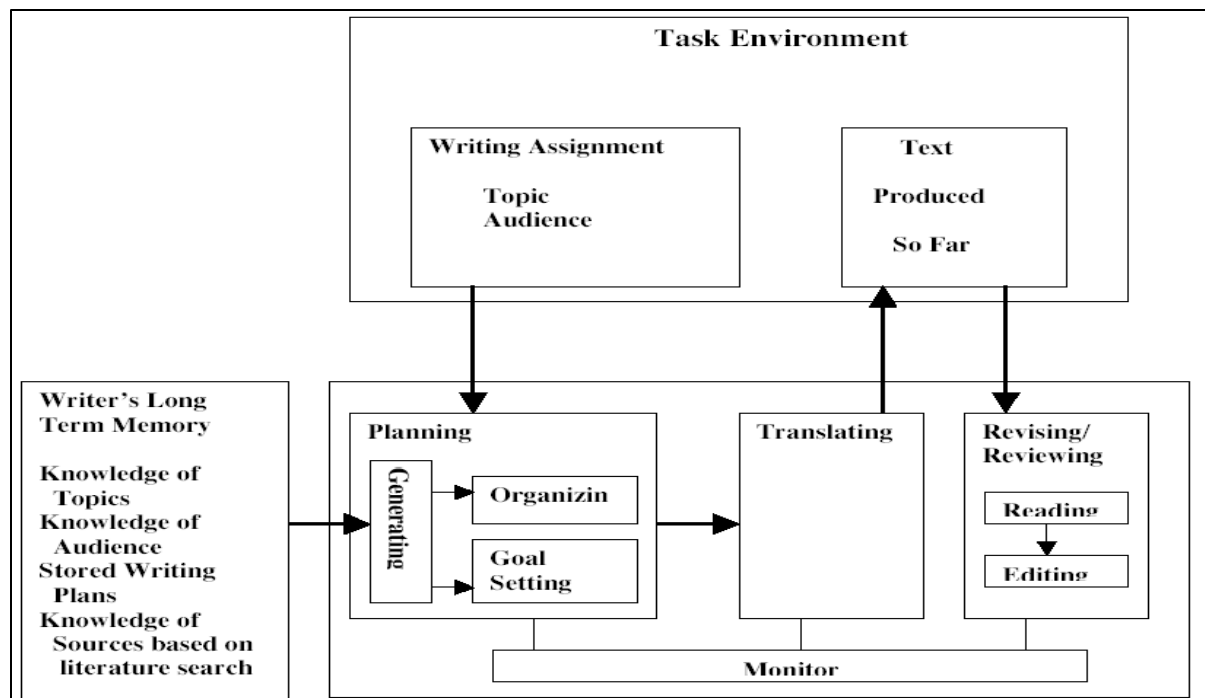 Task Environment
Writing Assignment
Topic
Audience
Text
Produced
So Far
Writer's Long
Term Memory
Knowledge of
Topics
Knowledge of
Audience
Stored Writing
Plans
Knowledge of
Sources based on
literature search
Planning
Generating
Organizin
Goal
Setting
Translating
Revising/
Reviewing
Reading
Editing
Monitor